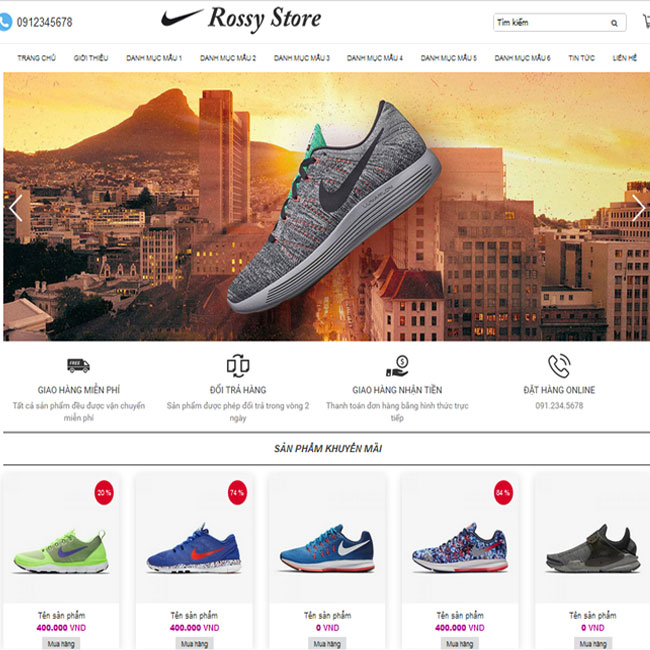 0912345678
Rossy Store
Tìm kiếm
TRANG CHỦ GIỚI THIỆU DANH MỤC MẪU 1 DANH MỤC MẪU 2 DANH MỤC MẪU 3 DANH MỤC MẪU 4 DANH MỤC MẪU 5 DANH MỤC MẪU 6 TIN TỨC LIÊN HỆ
FREE
GIAO HÀNG MIỄN PHÍ
Tất cả sản phẩm đều được vận chuyển
miễn phí
ĐỔI TRẢ HÀNG
Sản phẩm được phép đổi trả trong vòng 2
ngày
GIAO HÀNG NHẬN TIỀN
Thanh toán đơn hàng bằng hình thức trực
tiếp
ĐẶT HÀNG ONLINE
091.234.5678
SẢN PHẨM KHUYẾN MÃI
20 %
Tên sản phẩm
400.000 VND
Mua hàng
74 %
Tên sản phẩm
400.000 VND
Mua hàng
Tên sản phẩm
0 VND
Mua hàng
84 %
Tên sản phẩm
400.000 VND
Mua hàng
Tên sản phẩm
0 VND
Mua hàng